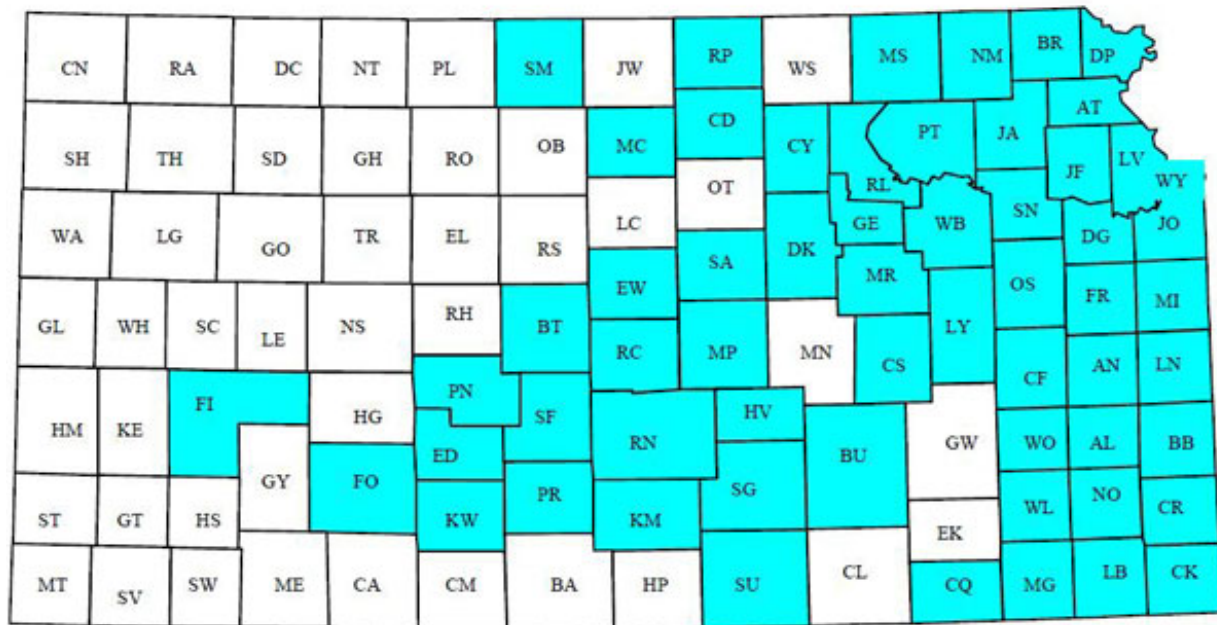 CN RA DC NT PL SM JW RP WS MS NM BR DP
SH TH SD GH RO OB MC CD CY RL PT JA AT
JF LV WY
WA LG GO TR EL RS LC OT DK GE WB SN DG JO
GL WH SC LE NS RH BT EW SA MR LY OS FR MI
RC MP MN CS CF AN LN
HM KE FI HG PN SF RN HV BU GW WO AL BB
GY FO ED PR KM SG WL NO CR
ST GT HS KW EK
MT SV SW ME CA CM BA HP SU CL CQ MG LB CK